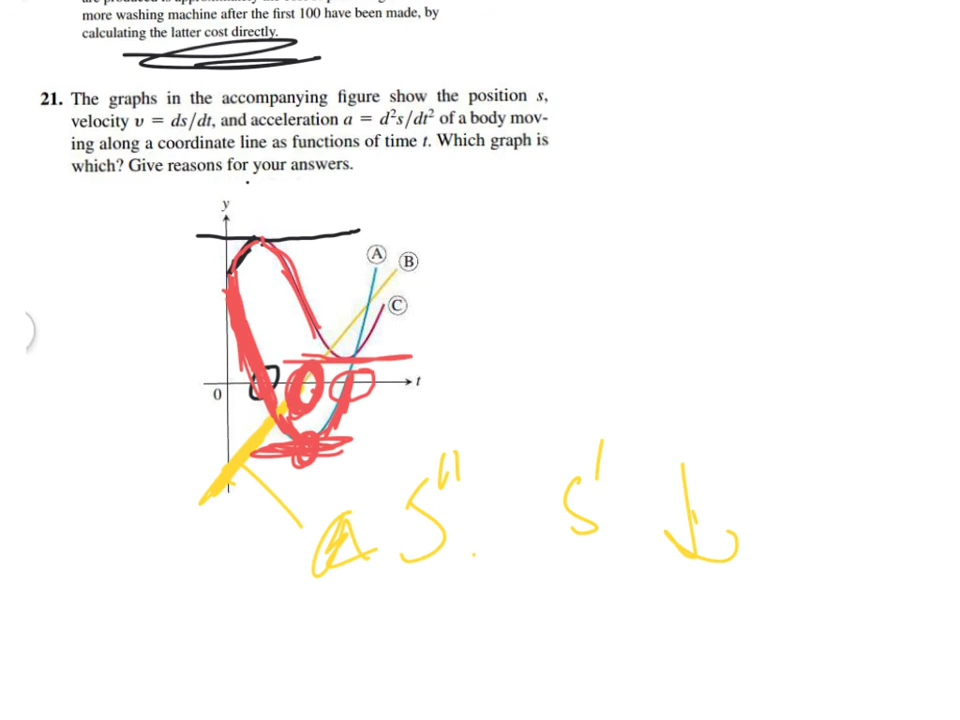 more washing machine after the first 100 have been made, by
calculating the latter cost directly.
21. The graphs in the accompanying figure show the position s,
velocity v = ds/dt, and acceleration a = d²s/dt² of a body mov-
ing along a coordinate line as functions of time t. Which graph is
which? Give reasons for your answers.
y
A
B
C
0
t
a s'' s'